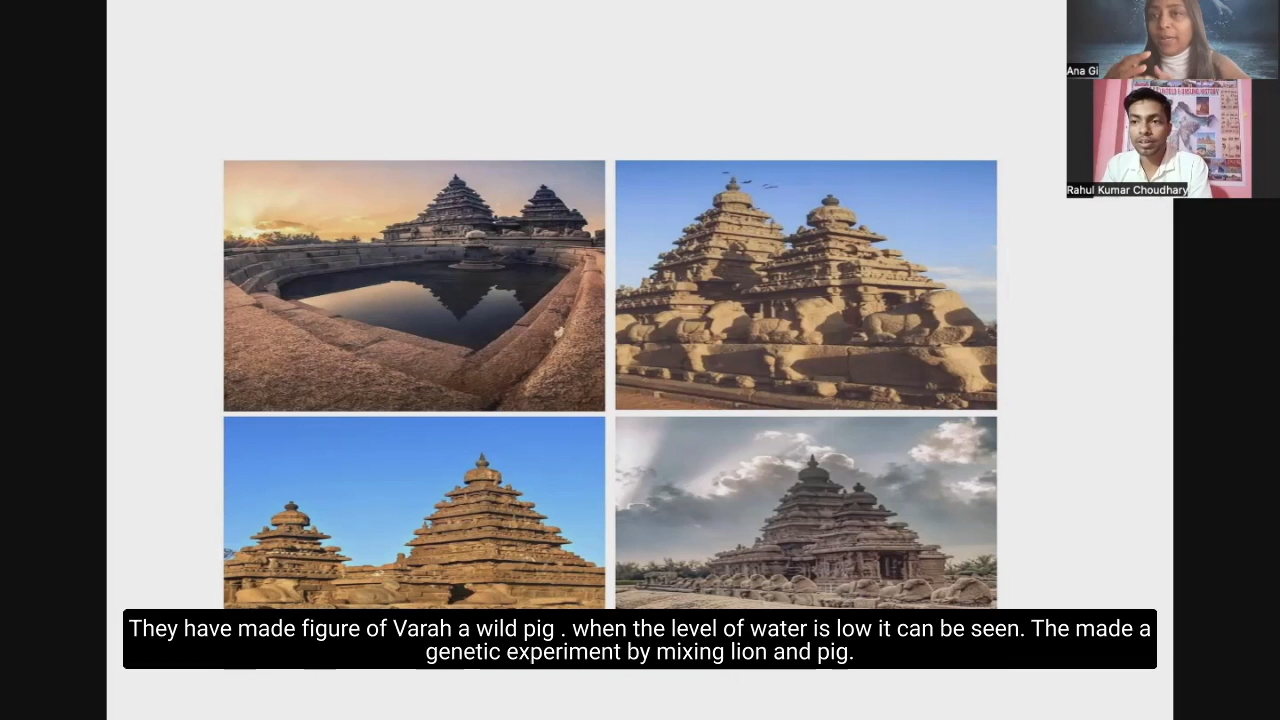 Ana Gi
Rahul Kumar Choudhary
They have made figure of Varah a wild pig . when the level of water is low it can be seen. The made a
genetic experiment by mixing lion and pig.